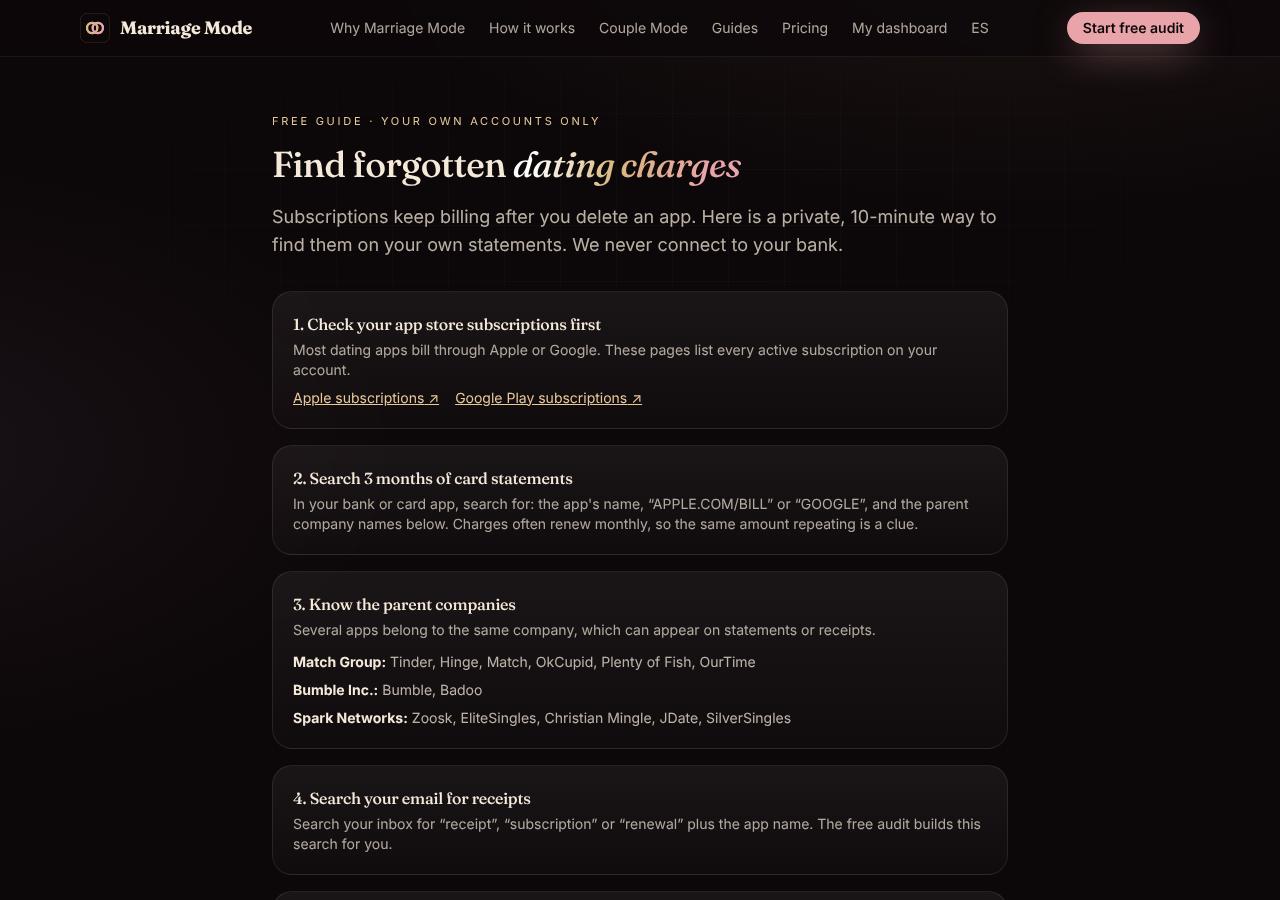 Marriage Mode
Why Marriage Mode
How it works
Couple Mode
Guides
Pricing
My dashboard
ES
Start free audit
FREE GUIDE · YOUR OWN ACCOUNTS ONLY
Find forgotten dating charges
Subscriptions keep billing after you delete an app. Here is a private, 10-minute way to
find them on your own statements. We never connect to your bank.
1. Check your app store subscriptions first
Most dating apps bill through Apple or Google. These pages list every active subscription on your
account.
Apple subscriptions ↗ Google Play subscriptions ↗
2. Search 3 months of card statements
In your bank or card app, search for: the app's name, “APPLE.COM/BILL” or “GOOGLE”, and the parent
company names below. Charges often renew monthly, so the same amount repeating is a clue.
3. Know the parent companies
Several apps belong to the same company, which can appear on statements or receipts.
Match Group: Tinder, Hinge, Match, OkCupid, Plenty of Fish, OurTime
Bumble Inc.: Bumble, Badoo
Spark Networks: Zoosk, EliteSingles, Christian Mingle, JDate, SilverSingles
4. Search your email for receipts
Search your inbox for “receipt”, “subscription” or “renewal” plus the app name. The free audit builds this
search for you.